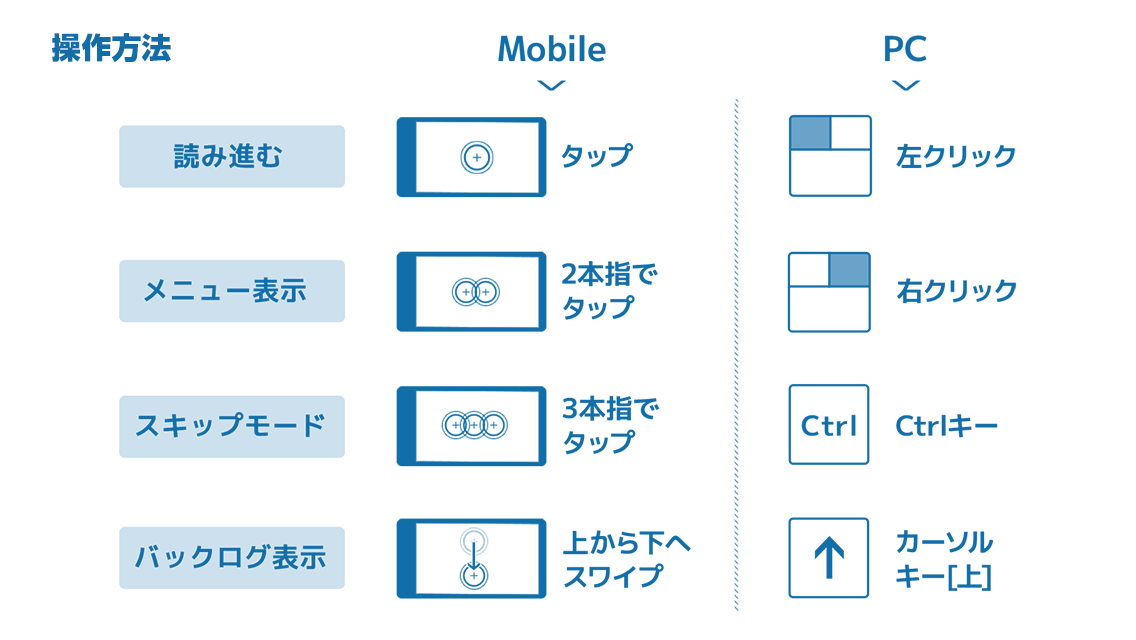 操作方法
Mobile
PC
読み進む
タップ
左クリック
メニュー表示
2本指で
タップ
右クリック
スキップモード
3本指で
タップ
Ctrl
Ctrlキー
バックログ表示
上から下へ
スワイプ
カーソル
キー[上]